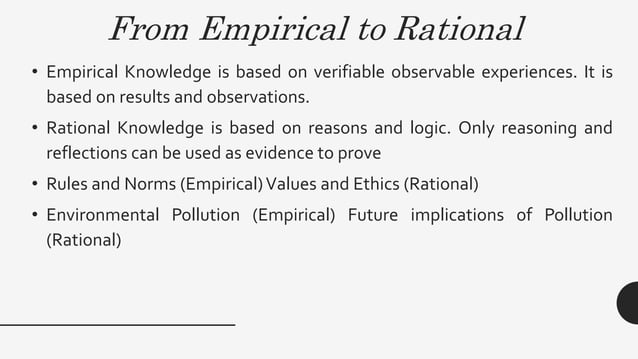 From Empirical to Rational
• Empirical Knowledge is based on verifiable observable experiences. It is
based on results and observations.
• Rational Knowledge is based on reasons and logic. Only reasoning and
reflections can be used as evidence to prove
• Rules and Norms (Empirical) Values and Ethics (Rational)
• Environmental Pollution (Empirical) Future implications of Pollution
(Rational)